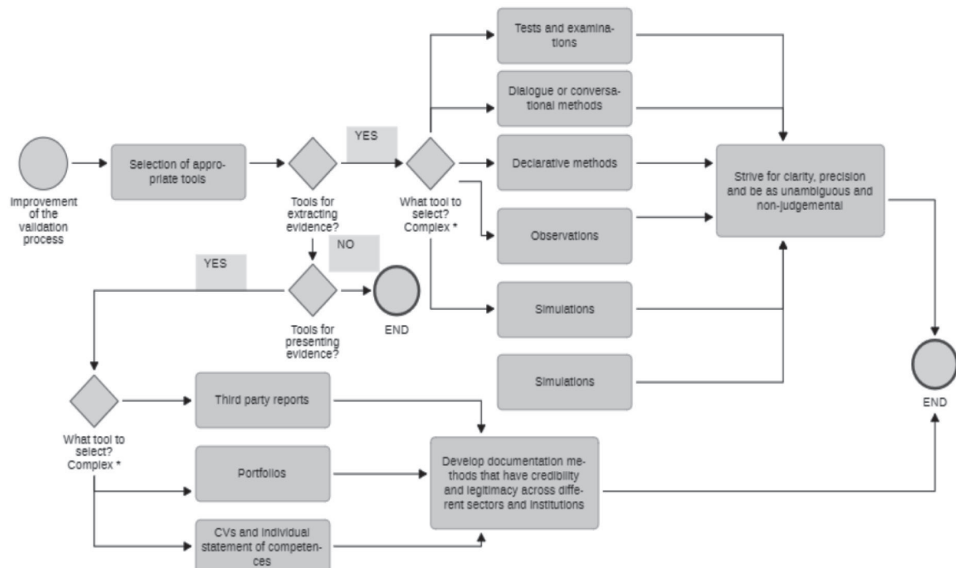 Tests and examina-
tions
Dialogue or conversa-
tional methods
YES
Selection of appro-
priate tools
Declarative methods
Strive for clarity, precision
and be as unambiguous and
non-judgemental
Improvement
of the
validation
process
Tools for
extracting
evidence?
What tool to
select?
Complex *
Observations
NO
YES
Tools for
presenting
evidence?
END
Simulations
Simulations
END
Third party reports
What tool to
select?
Complex *
Portfolios
Develop documentation me-
thods that have credibility
and legitimacy across diffe-
rent sectors and institutions
CVs and individual
statement of competen-
ces